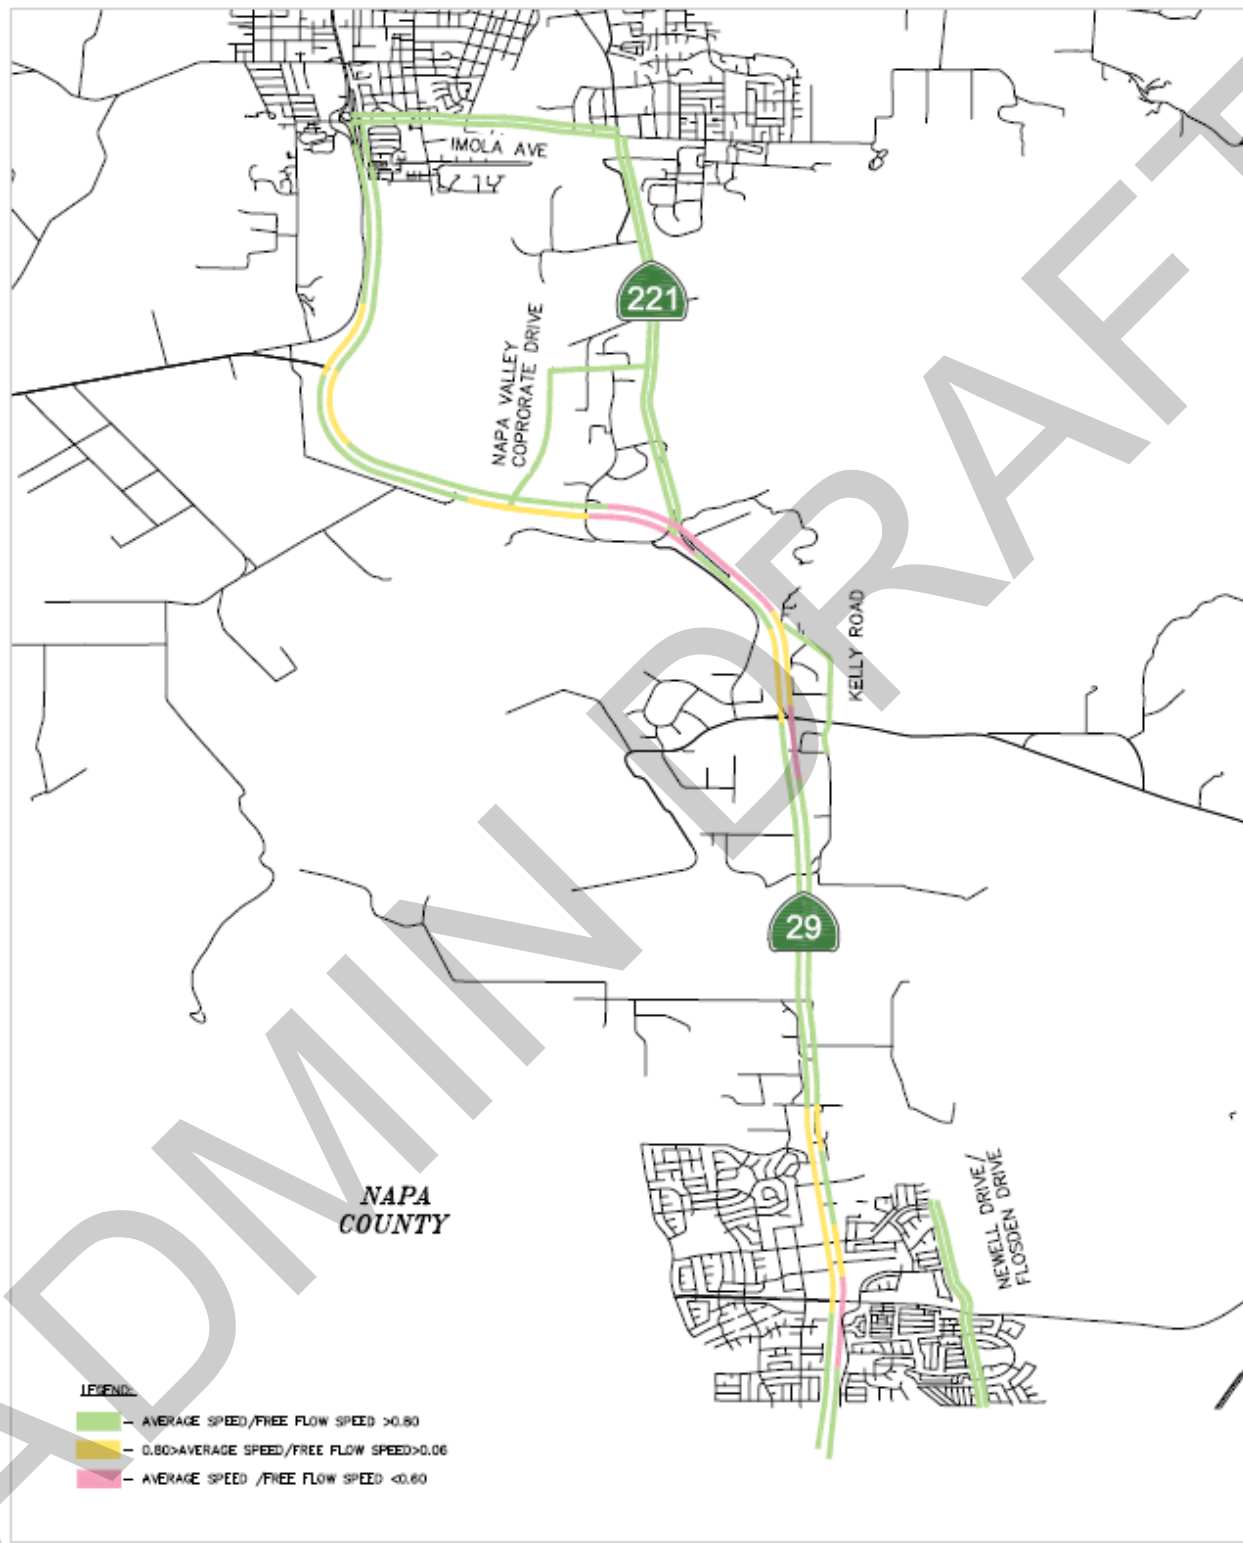 IMOLA AVE
221
NAPA VALLEY
COPRORATE DRIVE
KELLY ROAD
29
NEWELL DRIVE/
FLOSDEN DRIVE
NAPA
COUNTY
LEGEND:
- AVERAGE SPEED/FREE FLOW SPEED >0.80
- 0.80>AVERAGE SPEED/FREE FLOW SPEED>0.06
- AVERAGE SPEED /FREE FLOW SPEED <0.60
ADMIN DRAFT